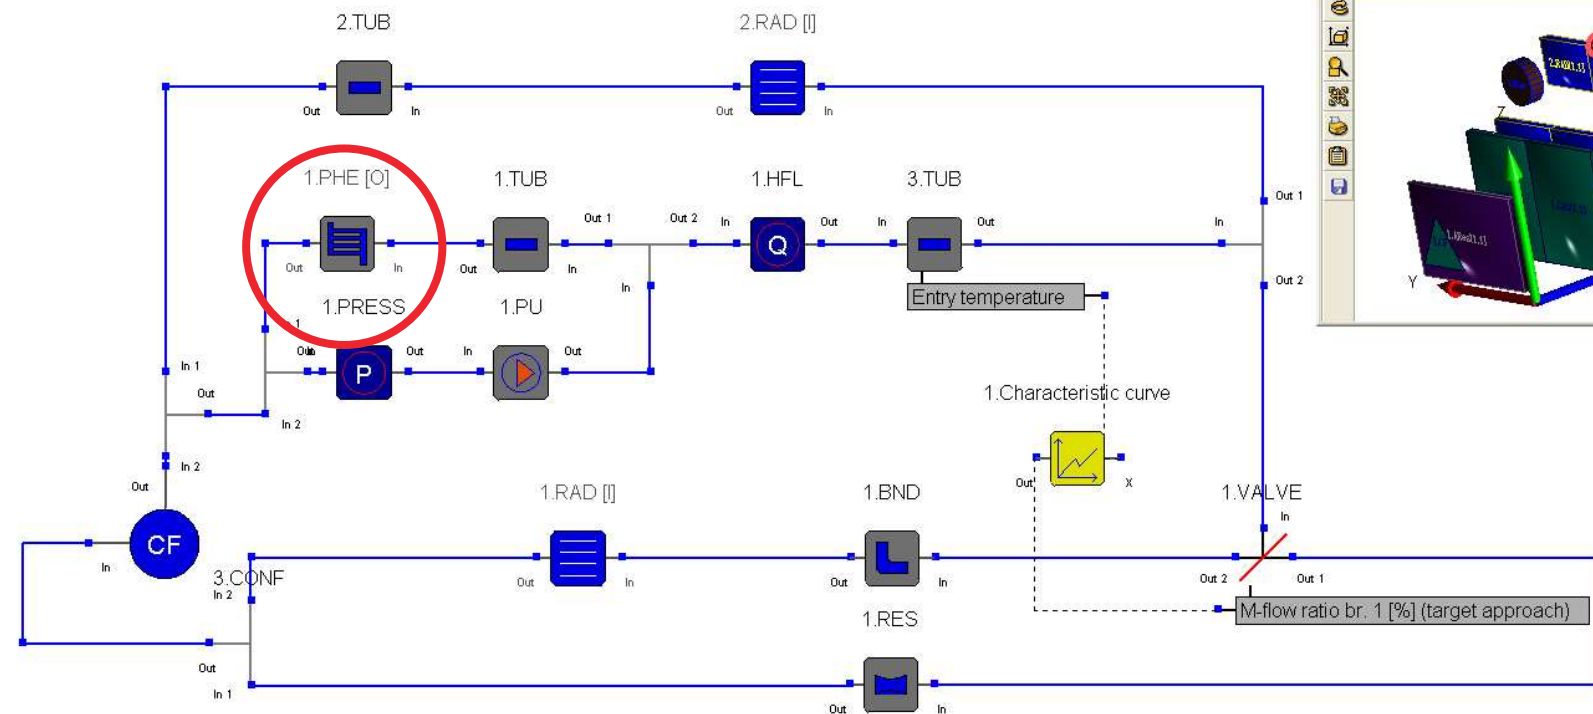 2.TUB
2.RAD [I]
Out
In
Out
In
1.PHE [O]
1.TUB
1.HFL
3.TUB
Out 1
Out 2
In
Out
In
Out
In
Out 1
Out
In
Out
In
Q
In
Out 2
Entry temperature
1.PRESS
1.PU
In 1
Out
Out
In
Out
P
In 1
Out
In 2
1.Characteristic curve
In 2
Out
Out
X
1.RAD [I]
1.BND
1.VALVE
In
CF
In
3.CONF
In 2
Out
In
Out
In
Out 2
Out 1
M-flow ratio br. 1 [%] (target approach)
1.RES
Out
In 1
Out
In
Z
Y